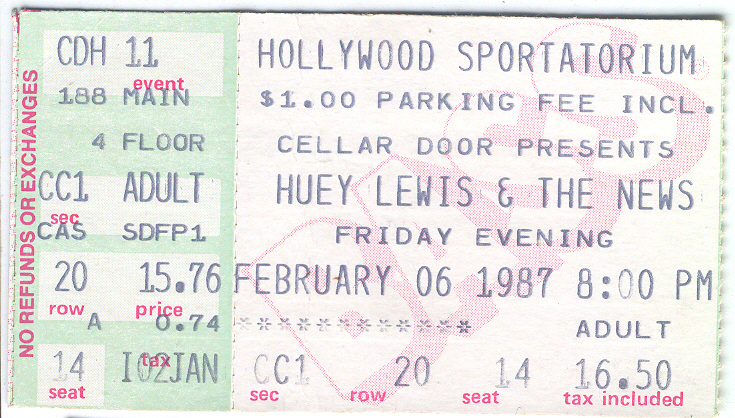 NO REFUNDS OR EXCHANGES
CDH 11
event
188 MAIN
4 FLOOR
CC1 ADULT
sec
CAS SDFP1
20 15.76
row price
A 0.74
tax
14 I02JAN
seat
HOLLYWOOD SPORTATORIUM
$1.00 PARKING FEE INCL.
CELLAR DOOR PRESENTS
HUEY LEWIS & THE NEWS
FRIDAY EVENING
FEBRUARY 06 1987 8:00 PM
************ ADULT
CC1 20 14 16.50
sec row seat tax included